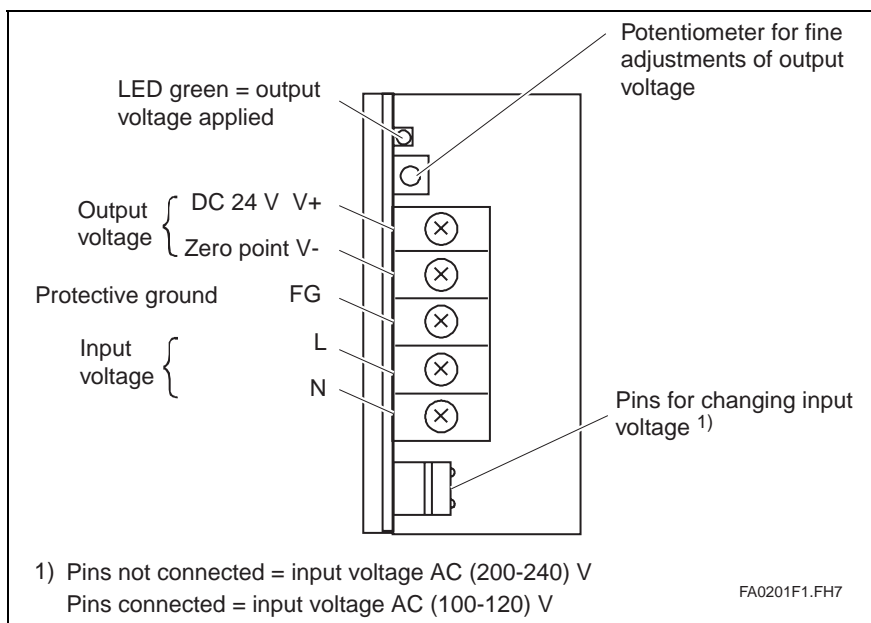 Potentiometer for fine
adjustments of output
voltage
LED green = output
voltage applied
Output
voltage
DC 24 V V+
Zero point V-
Protective ground FG
Input
voltage
L
N
Pins for changing input
voltage 1)
1) Pins not connected = input voltage AC (200-240) V
Pins connected = input voltage AC (100-120) V
FA0201F1.FH7